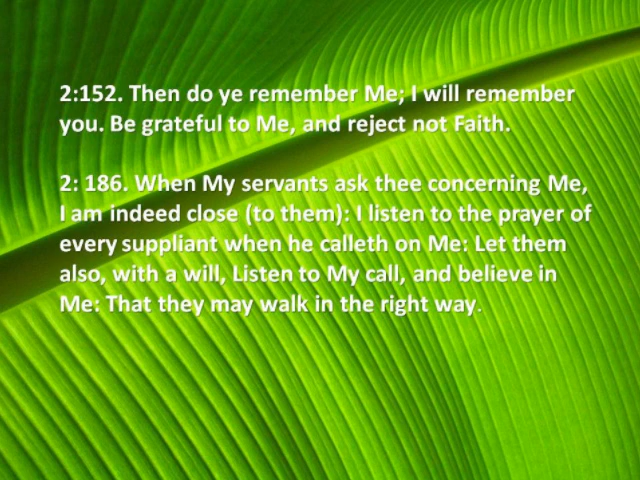 2:152. Then do ye remember Me; I will remember
you. Be grateful to Me, and reject not Faith.
2: 186. When My servants ask thee concerning Me,
I am indeed close (to them): I listen to the prayer of
every suppliant when he calleth on Me: Let them
also, with a will, Listen to My call, and believe in
Me: That they may walk in the right way.